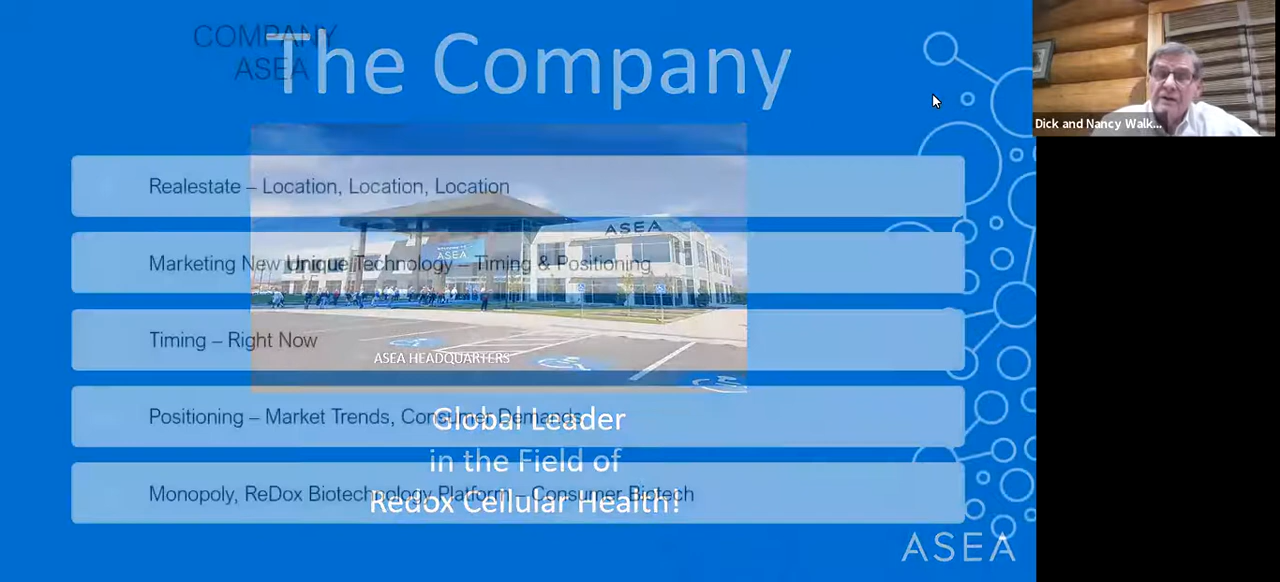 COMPANY
ASEA
The Company
Dick and Nancy Walk...
Realestate – Location, Location, Location
ASEA
ASEA
Marketing New Unique Technology – Timing & Positioning
Timing – Right Now
ASEA HEADQUARTERS
Positioning – Market Trends, Consumer Demands
Global Leader
in the Field of
Monopoly, ReDox Biotechnology Platform – Consumer Biotech
Redox Cellular Health!
ASEA